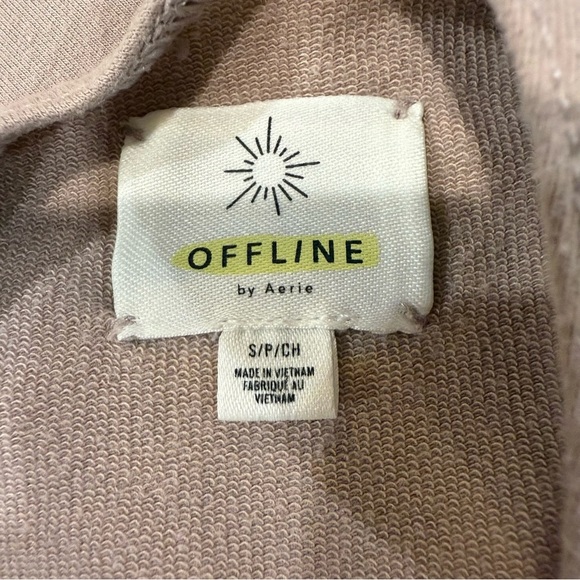 OFFLINE
by Aerie
S/P/CH
MADE IN VIETNAM
FABRIQUÉ AU
VIETNAM